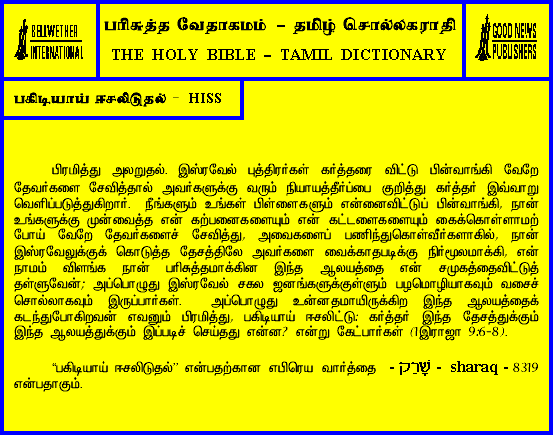 BELLWETHER
INTERNATIONAL
பரிசுத்த வேதாகமம் – தமிழ் சொல்லகராதி
THE HOLY BIBLE – TAMIL DICTIONARY
GOOD NEWS
PUBLISHERS
பகிடியாய் ஈசலிடுதல் – HISS
பிரமித்து அலறுதல். இஸ்ரவேல் புத்திரர்கள் கர்த்தரை விட்டு பின்வாங்கி வேறே
தேவர்களை சேவித்தால் அவர்களுக்கு வரும் நியாயத்தீர்ப்பை குறித்து கர்த்தர் இவ்வாறு
வெளிப்படுத்துகிறார். நீங்களும் உங்கள் பிள்ளைகளும் என்னைவிட்டுப் பின்வாங்கி, நான்
உங்களுக்கு முன்வைத்த என் கற்பனைகளையும் என் கட்டளைகளையும் கைக்கொள்ளாமற்
போய் வேறே தேவர்களைச் சேவித்து, அவைகளைப் பணிந்துகொள்வீர்களாகில், நான்
இஸ்ரவேலுக்குக் கொடுத்த தேசத்திலே அவர்களை வைக்காதபடிக்கு நிர்மூலமாக்கி, என்
நாமம் விளங்க நான் பரிசுத்தமாக்கின இந்த ஆலயத்தை என் சமுகத்தைவிட்டுத்
தள்ளுவேன்; அப்பொழுது இஸ்ரவேல் சகல ஜனங்களுக்குள்ளும் பழமொழியாகவும் வசைச்
சொல்லாகவும் இருப்பார்கள். அப்பொழுது உன்னதமாயிருக்கிற இந்த ஆலயத்தைக்
கடந்துபோகிறவன் எவனும் பிரமித்து, பகிடியாய் ஈசலிட்டு: கர்த்தர் இந்த தேசத்துக்கும்
இந்த ஆலயத்துக்கும் இப்படிச் செய்தது என்ன? என்று கேட்பார்கள் (1இராஜா 9:6-8).
“பகிடியாய் ஈசலிடுதல்” என்பதற்கான எபிரெய வார்த்தை - שָׁרַק - sharaq - 8319
என்பதாகும்.